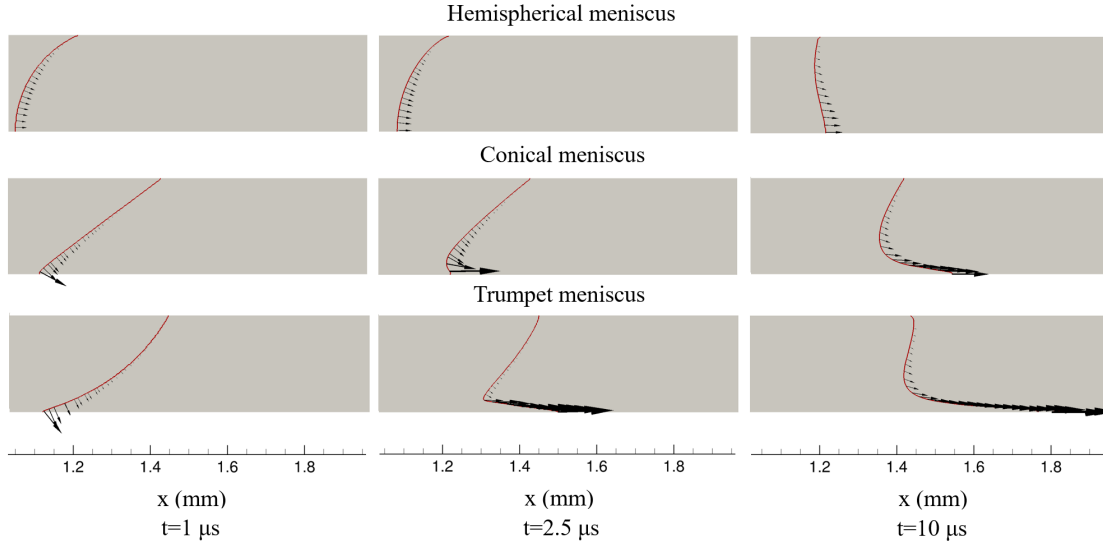 Hemispherical meniscus
Conical meniscus
Trumpet meniscus
1.2 1.4 1.6 1.8 1.2 1.4 1.6 1.8 1.2 1.4 1.6 1.8
x (mm) x (mm) x (mm)
t=1 μs t=2.5 μs t=10 μs